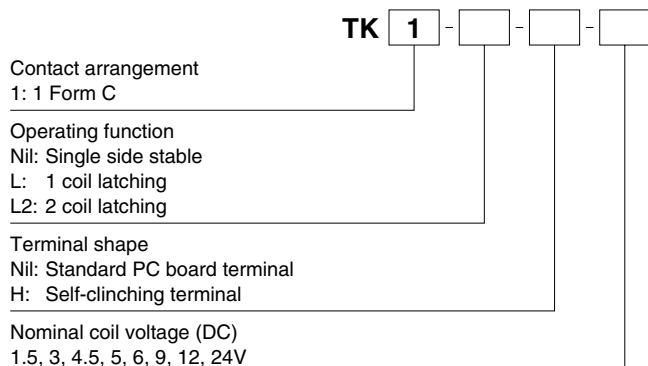 TK 1 - - -
Contact arrangement
1: 1 Form C
Operating function
Nil: Single side stable
L: 1 coil latching
L2: 2 coil latching
Terminal shape
Nil: Standard PC board terminal
H: Self-clinching terminal
Nominal coil voltage (DC)
1.5, 3, 4.5, 5, 6, 9, 12, 24V